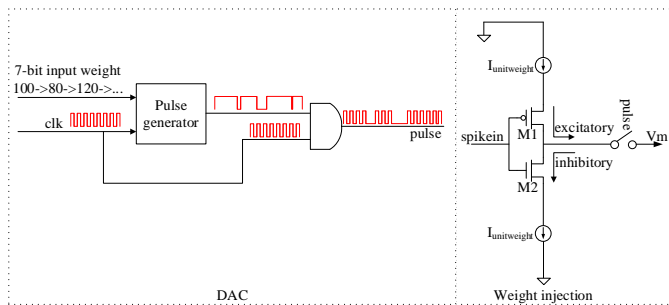 7-bit input weight
100->80->120->...
clk
Pulse
generator
pulse
DAC
I_unitweight
M1
excitatory
spikein
inhibitory
M2
pulse
Vm
I_unitweight
Weight injection